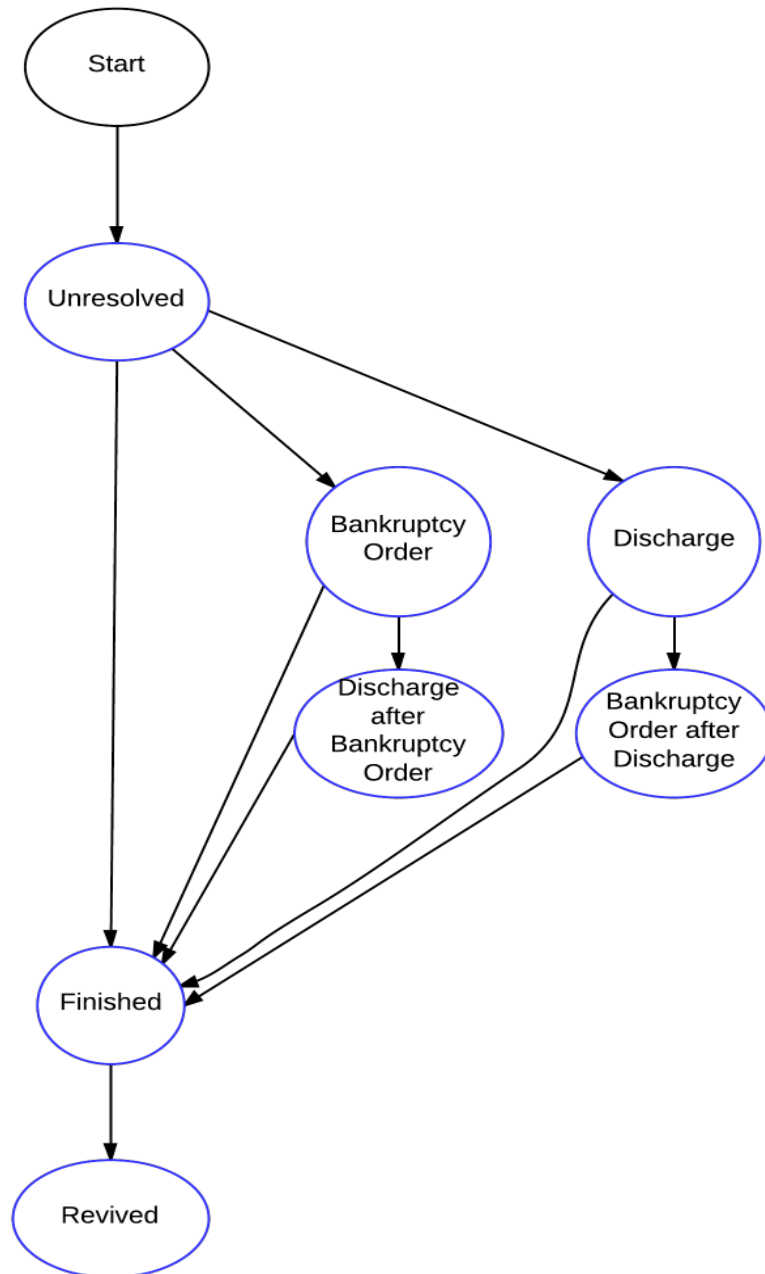 Start
Unresolved
Bankruptcy
Order
Discharge
Discharge
after
Bankruptcy
Order
Bankruptcy
Order after
Discharge
Finished
Revived